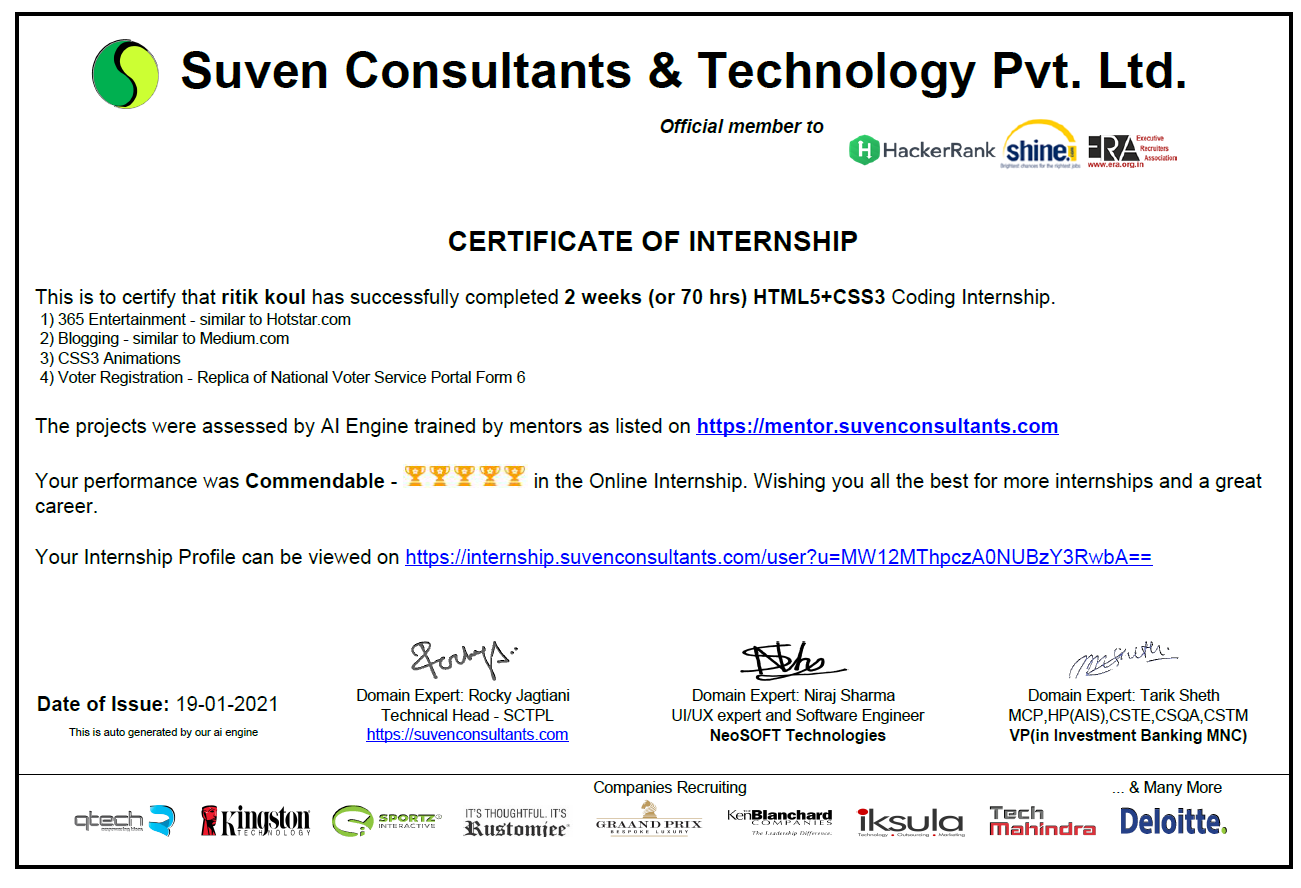 Suven Consultants & Technology Pvt. Ltd.
Official member to
HackerRank
shine.com
Brightest chances for the rightest jobs
ERA Executive Recruiters Association
www.era.org.in
CERTIFICATE OF INTERNSHIP
This is to certify that ritik koul has successfully completed 2 weeks (or 70 hrs) HTML5+CSS3 Coding Internship.
1) 365 Entertainment - similar to Hotstar.com
2) Blogging - similar to Medium.com
3) CSS3 Animations
4) Voter Registration - Replica of National Voter Service Portal Form 6
The projects were assessed by AI Engine trained by mentors as listed on https://mentor.suvenconsultants.com
Your performance was Commendable - in the Online Internship. Wishing you all the best for more internships and a great
career.
Your Internship Profile can be viewed on https://internship.suvenconsultants.com/user?u=MW12MThpczA0NUBzY3RwbA==
Date of Issue: 19-01-2021
This is auto generated by our ai engine
Domain Expert: Rocky Jagtiani
Technical Head - SCTPL
https://suvenconsultants.com
Domain Expert: Niraj Sharma
UI/UX expert and Software Engineer
NeoSOFT Technologies
Domain Expert: Tarik Sheth
MCP,HP(AIS),CSTE,CSQA,CSTM
VP(in Investment Banking MNC)
Companies Recruiting
... & Many More
qtech
empowering ideas
Kingston
TECHNOLOGY
SPORTZ
INTERACTIVE
IT'S THOUGHTFUL. IT'S
Rustomjee®
GRAAND PRIX
BESPOKE LUXURY
The Ken Blanchard
COMPANIES
The Leadership Difference.
iksula
Technology • Outsourcing • Marketing
Tech
Mahindra
Deloitte.